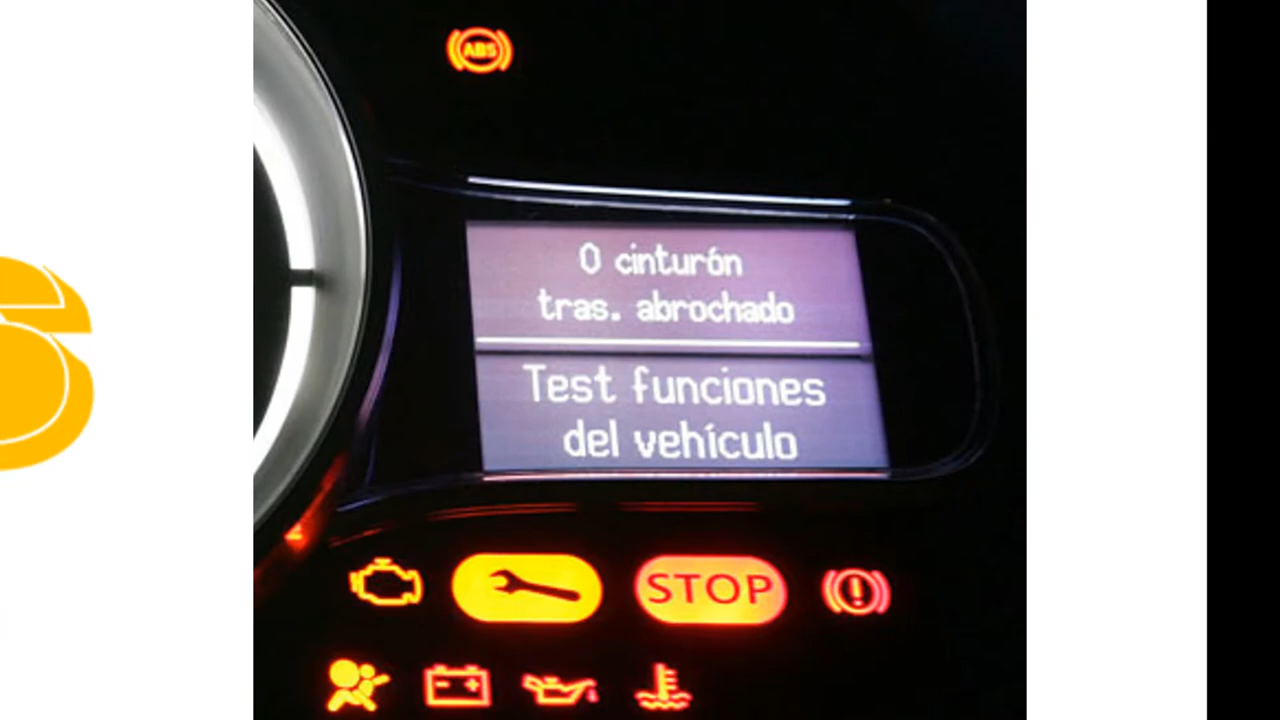 ABS
0 cinturón
tras. abrochado
Test funciones
del vehículo
STOP